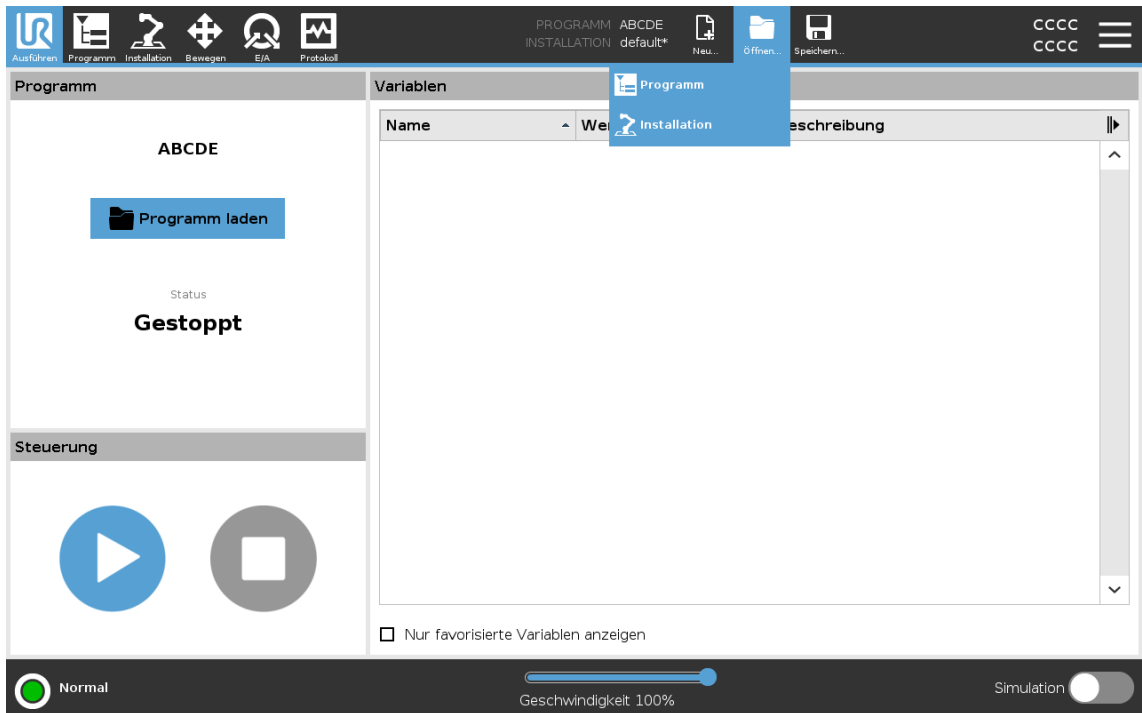 PROGRAMM ABCDE
INSTALLATION default*
CCCC
CCCC
Ausführen Programm Installation Bewegen E/A Protokoll Neu... Öffnen... Speichern...
Programm
Variablen
Programm
Installation
Name
eschreibung
ABCDE
Programm laden
Status
Gestoppt
Steuerung
Nur favorisierte Variablen anzeigen
Normal
Geschwindigkeit 100%
Simulation